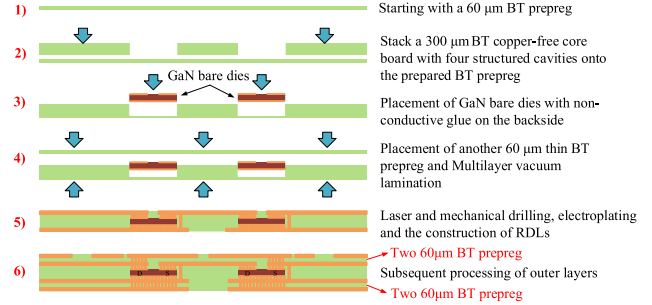 1)
Starting with a 60 μm BT prepreg
2)
Stack a 300 μm BT copper-free core
board with four structured cavities onto
the prepared BT prepreg
GaN bare dies
3)
Placement of GaN bare dies with non-
conductive glue on the backside
4)
Placement of another 60 μm thin BT
prepreg and Multilayer vacuum
lamination
5)
Laser and mechanical drilling, electroplating
and the construction of RDLs
Two 60μm BT prepreg
6)
D S D S
Subsequent processing of outer layers
Two 60μm BT prepreg